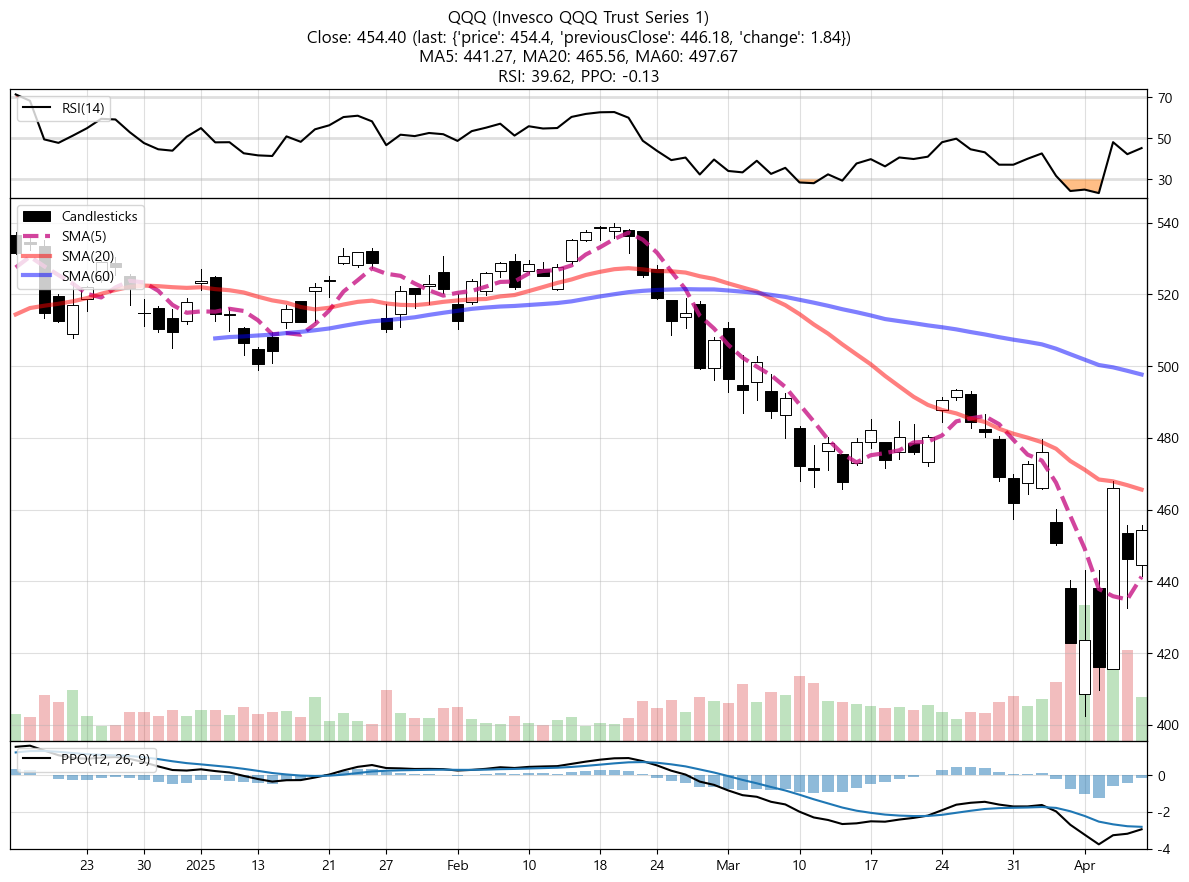 QQQ (Invesco QQQ Trust Series 1)
Close: 454.40 (last: {'price': 454.4, 'previousClose': 446.18, 'change': 1.84})
MA5: 441.27, MA20: 465.56, MA60: 497.67
RSI: 39.62, PPO: -0.13
RSI(14)
70
50
30
Candlesticks
SMA(5)
SMA(20)
SMA(60)
540
520
500
480
460
440
420
400
PPO(12, 26, 9)
0
-2
-4
23 30 2025 13 21 27 Feb 10 18 24 Mar 10 17 24 31 Apr